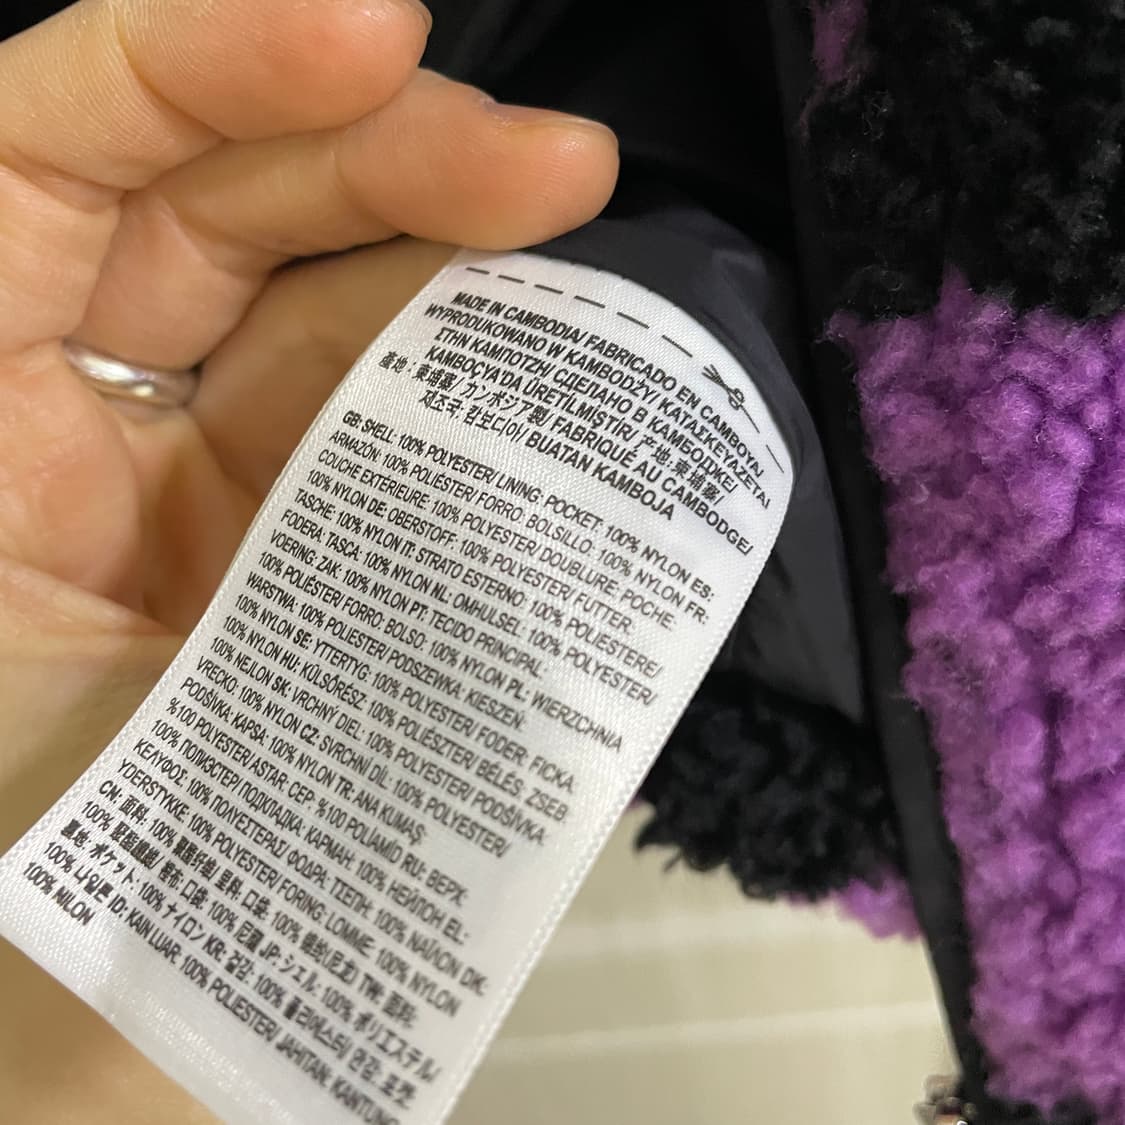 MADE IN CAMBODIA/ FABRICADO EN CAMBOYA/
WYPRODUKOWANO W KAMBODŻY/ ΚΑΤΑΣΚΕΥΑΖΕΤΑΙ
ΣΤΗΝ ΚΑΜΠΟΤΖΗ/ СДЕЛАНО В КАМБОДЖЕ/
KAMBOÇYA'DA ÜRETİLMİŞTİR/ 产地:柬埔寨/
產地:柬埔寨/ カンボジア製/ FABRIQUÉ AU CAMBODGE/
제조국: 캄보디아/ BUATAN KAMBOJA
GB: SHELL: 100% POLYESTER/ LINING: POCKET: 100% NYLON ES:
ARMAZÓN: 100% POLIÉSTER/ FORRO: BOLSILLO: 100% NYLON FR:
COUCHE EXTÉRIEURE: 100% POLYESTER/ DOUBLURE: POCHE:
100% NYLON DE: OBERSTOFF: 100% POLYESTER/ FUTTER:
TASCHE: 100% NYLON IT: STRATO ESTERNO: 100% POLIESTERE/
FODERA: TASCA: 100% NYLON NL: OMHULSEL: 100% POLYESTER/
VOERING: ZAK: 100% NYLON PT: TECIDO PRINCIPAL:
100% POLIÉSTER/ FORRO: BOLSO: 100% NYLON PL: WIERZCHNIA
WARSTWA: 100% POLIESTER/ PODSZEWKA: KIESZEŃ:
100% NYLON SE: YTTERTYG: 100% POLYESTER/ FODER: FICKA:
100% NYLON HU: KÜLSŐRÉSZ: 100% POLIÉSZTER/ BÉLÉS: ZSEB:
100% NEJLON SK: VRCHNÝ DIEL: 100% POLYESTER/ PODŠÍVKA:
VRECKO: 100% NYLON CZ: SVRCHNÍ DÍL: 100% POLYESTER/
PODŠÍVKA: KAPSA: 100% NYLON TR: ANA KUMAŞ:
%100 POLYESTER/ ASTAR: CEP: %100 POLİAMİD RU: ВЕРХ:
100% ПОЛИЭСТЕР/ ПОДКЛАДКА: КАРМАН: 100% НЕЙЛОН EL:
ΚΕΛΥΦΟΣ: 100% ΠΟΛΥΕΣΤΕΡΑΣ/ ΦΟΔΡΑ: ΤΣΕΠΗ: 100% ΝΑΪΛΟΝ DK:
YDERSTYKKE: 100% POLYESTER/ FORING: LOMME: 100% NYLON
CN: 面料: 100% 聚酯纤维/ 里料: 口袋: 100% 锦纶(尼龙) TW: 面料:
100% 聚酯纖維/ 裡布: 口袋: 100% 尼龍 JP: シェル: 100% ポリエステル/
裏地: ポケット: 100% ナイロン KR: 겉감: 100% 폴리에스터/ 안감: 포켓:
100% 나일론 ID: KAIN LUAR: 100% POLIESTER/ JAHITAN: KANTUNG:
100% NILON